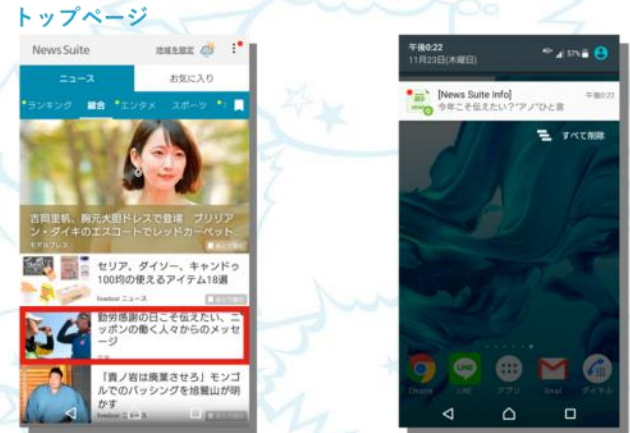 トップページ
News Suite
地域を設定
ニュース
お気に入り
ランキング 総合 エンタメ スポーツ
吉岡里帆、胸元大胆ドレスで登場 ブリリア
ン・ダイキのエスコートでレッドカーペット...
モデルプレス
セリア、ダイソー、キャンドゥ
100均の使えるアイテム18選
livedoor ニュース
勤労感謝の日こそ伝えたい、ニ
ッポンの働く人々からのメッセ
ージ
「貴ノ岩は廃業させろ」モンゴ
ルでのバッシングを旭鷲山が明
かす
livedoor ニュース
午後0:22
11月23日(木曜日)
57%
[News Suite Info]
午後0:22
今年こそ伝えたい?"アノ"ひと言
すべて削除
LINE
Chrome
LINE
アプリ
Gmail
ダイヤル